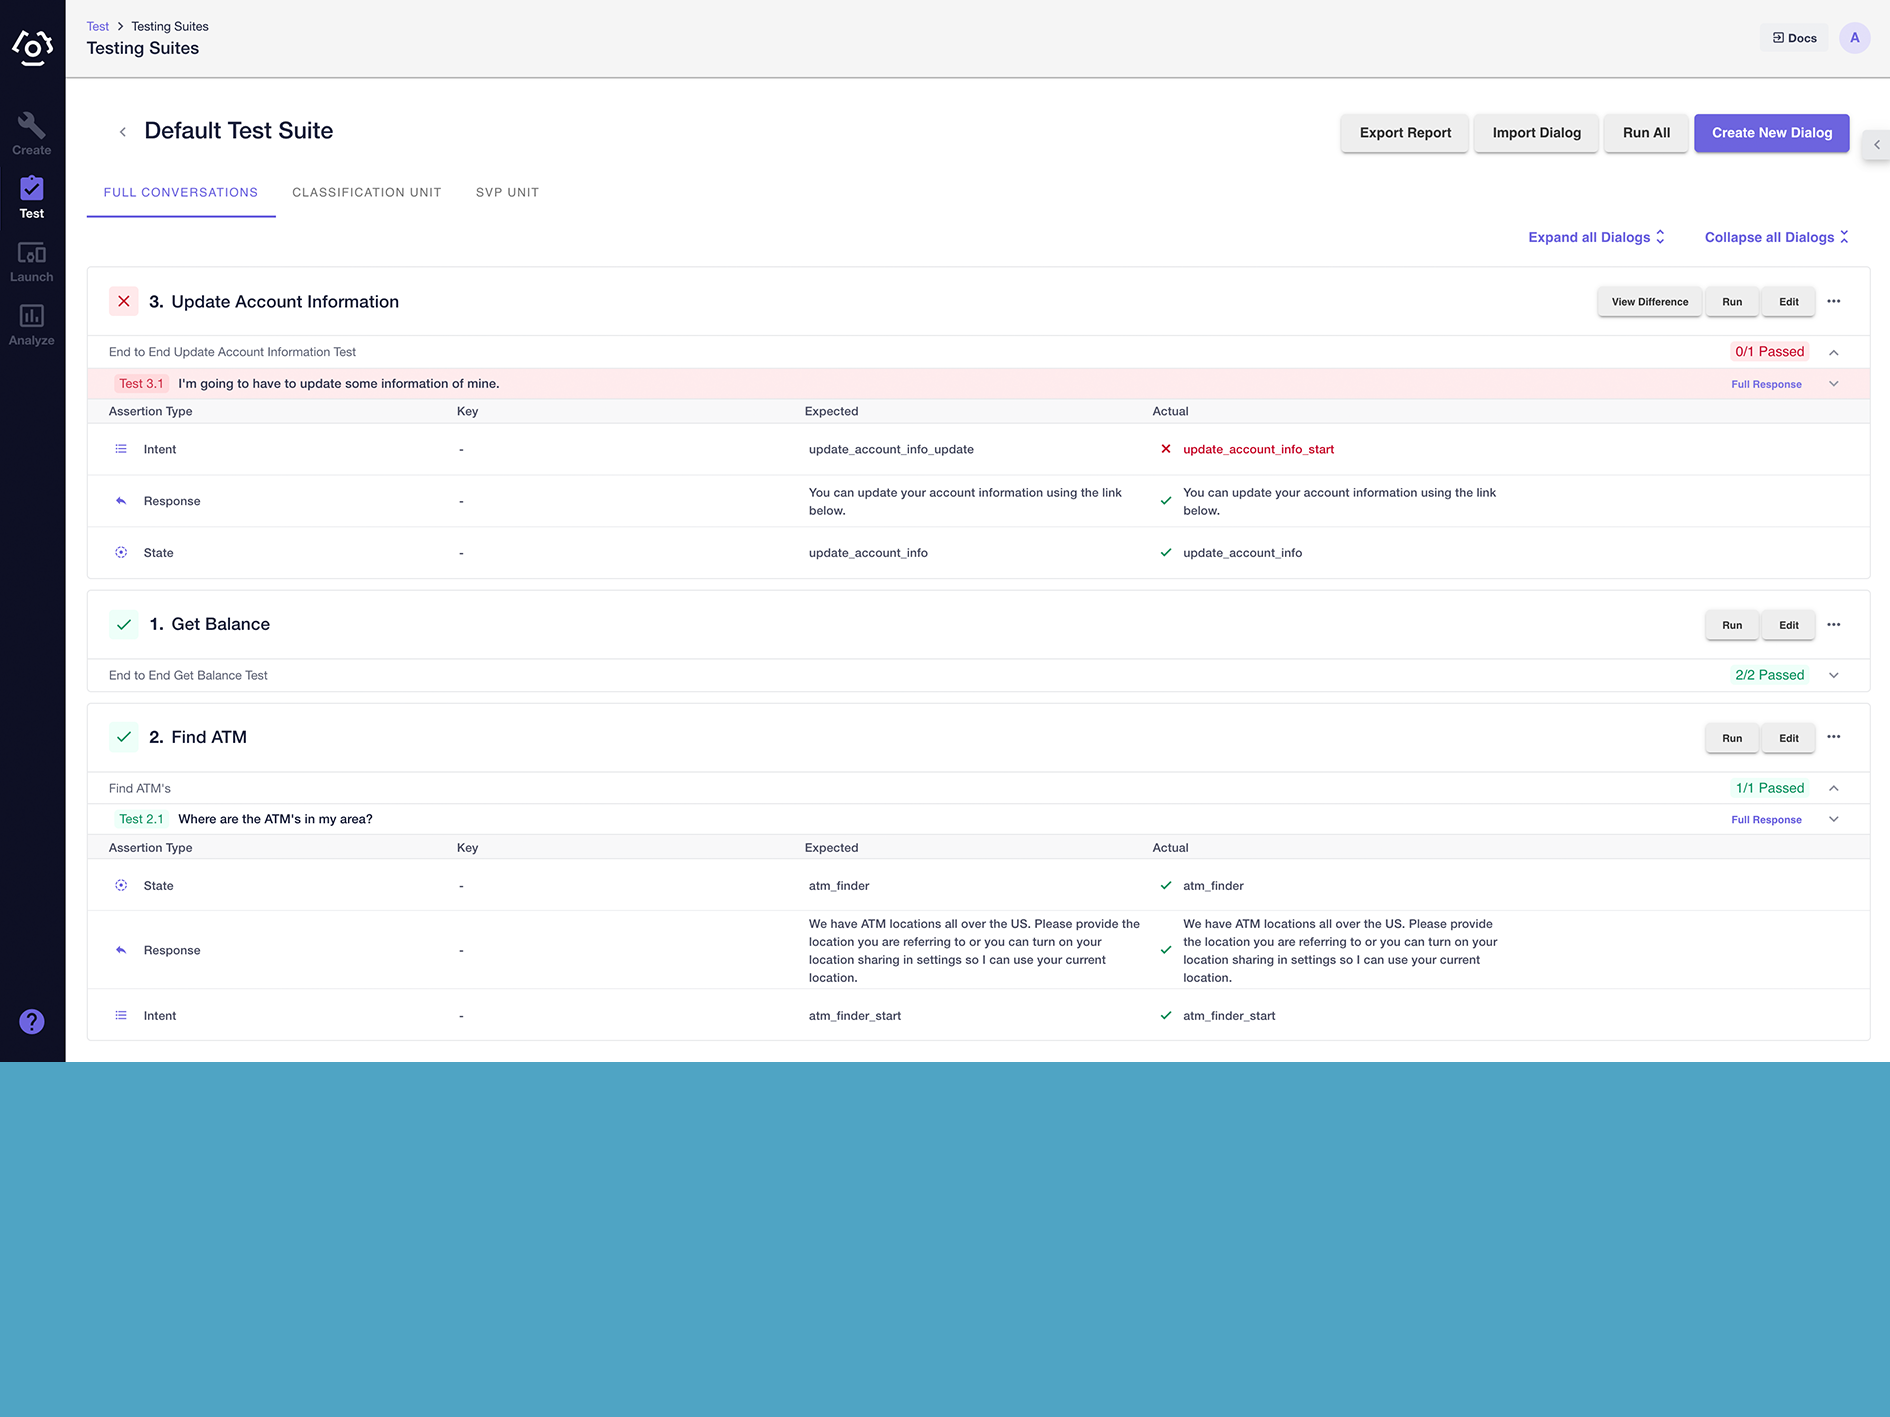 Test > Testing Suites
Testing Suites
Docs
A
Create
Test
Launch
Analyze
?
Default Test Suite
Export Report
Import Dialog
Run All
Create New Dialog
FULL CONVERSATIONS
CLASSIFICATION UNIT
SVP UNIT
Expand all Dialogs
Collapse all Dialogs
3. Update Account Information
View Difference
Run
Edit
End to End Update Account Information Test
0/1 Passed
Test 3.1 I'm going to have to update some information of mine.
Full Response
Assertion Type Key Expected Actual
Intent - update_account_info_update update_account_info_start
Response -
You can update your account information using the link
below.
You can update your account information using the link
below.
State - update_account_info update_account_info
1. Get Balance
Run
Edit
End to End Get Balance Test
2/2 Passed
2. Find ATM
Run
Edit
Find ATM's
1/1 Passed
Test 2.1 Where are the ATM's in my area?
Full Response
Assertion Type Key Expected Actual
State - atm_finder atm_finder
Response -
We have ATM locations all over the US. Please provide the
location you are referring to or you can turn on your
location sharing in settings so I can use your current
location.
We have ATM locations all over the US. Please provide
the location you are referring to or you can turn on your
location sharing in settings so I can use your current
location.
Intent - atm_finder_start atm_finder_start